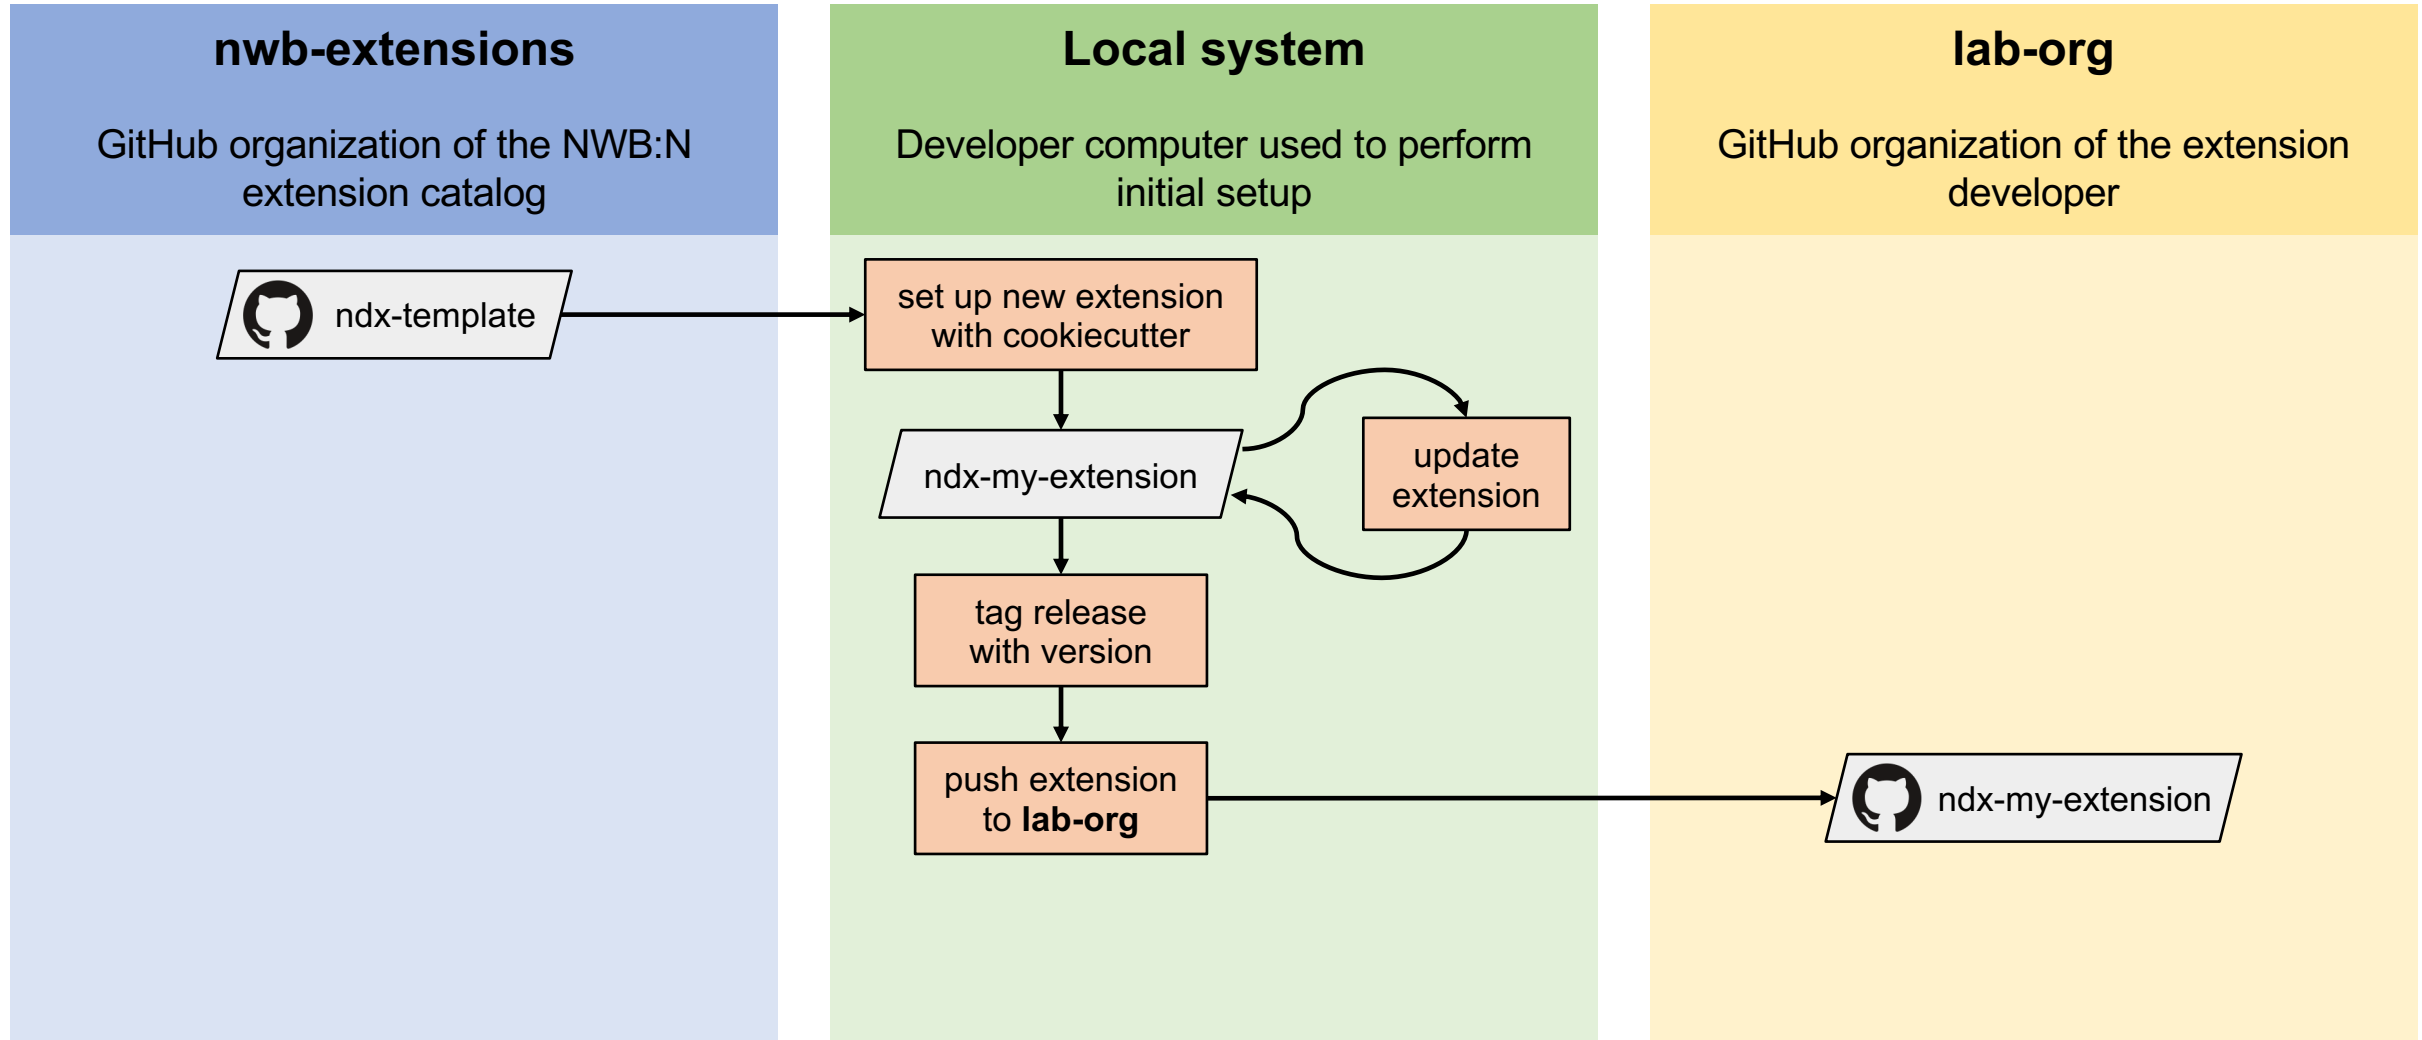 nwb-extensions
GitHub organization of the NWB:N
extension catalog
Local system
Developer computer used to perform
initial setup
lab-org
GitHub organization of the extension
developer
ndx-template
set up new extension
with cookiecutter
ndx-my-extension
update
extension
tag release
with version
push extension
to lab-org
ndx-my-extension